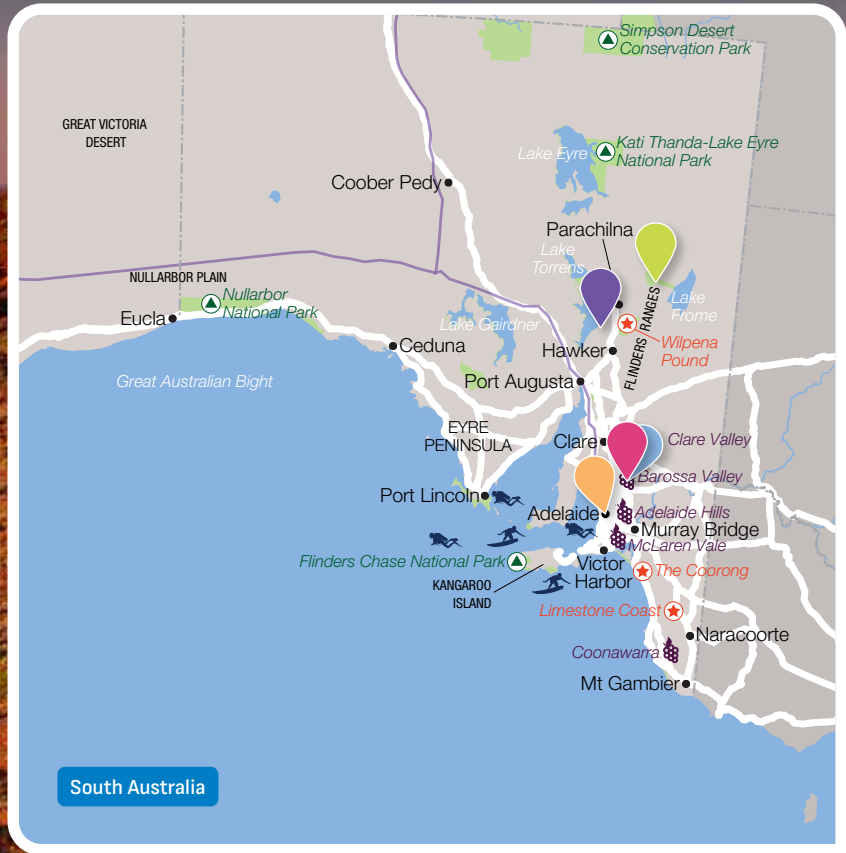 Simpson Desert
Conservation Park
GREAT VICTORIA
DESERT
Lake Eyre
Kati Thanda-Lake Eyre
National Park
Coober Pedy
Parachilna
Lake
Torrens
NULLARBOR PLAIN
Nullarbor
National Park
Eucla
Lake Gairdner
Lake
Frome
FLINDERS RANGES
Wilpena
Pound
Ceduna
Hawker
Great Australian Bight
Port Augusta
EYRE
PENINSULA
Clare
Clare Valley
Barossa Valley
Port Lincoln
Adelaide
Adelaide Hills
Murray Bridge
McLaren Vale
Flinders Chase National Park
Victor
Harbor
The Coorong
KANGAROO
ISLAND
Limestone Coast
Naracoorte
Coonawarra
Mt Gambier
South Australia